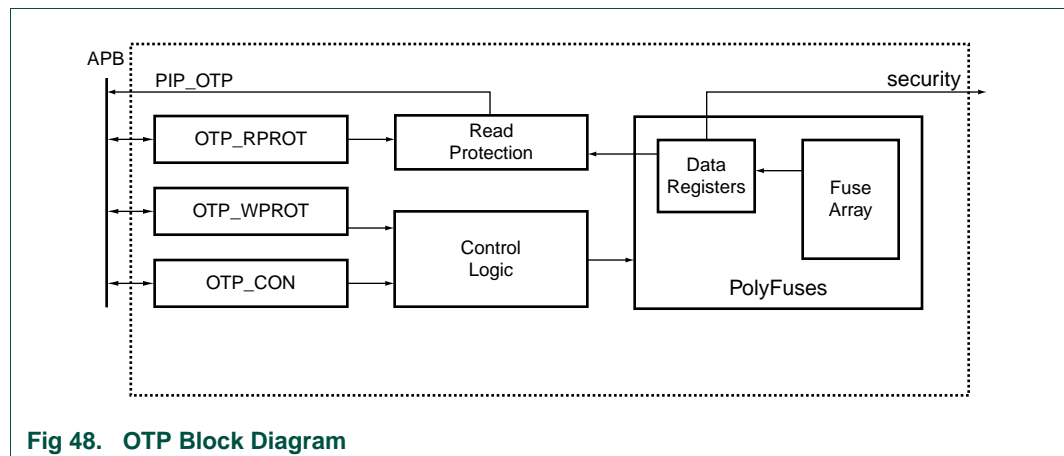 APB
PIP_OTP
security
OTP_RPROT
Read
Protection
Data
Registers
Fuse
Array
OTP_WPROT
Control
Logic
OTP_CON
PolyFuses
Fig 48. OTP Block Diagram